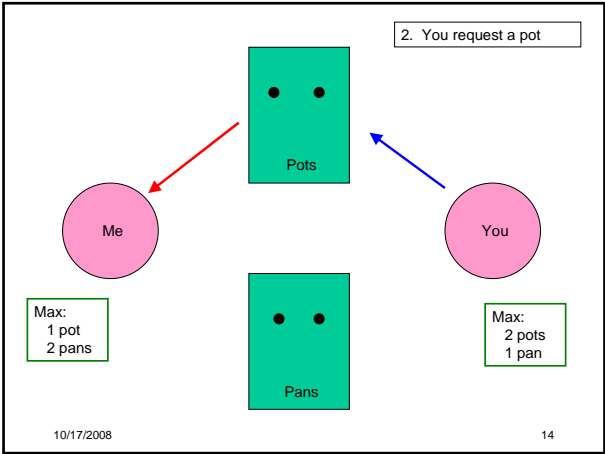 2. You request a pot
Pots
Me
You
Max:
1 pot
2 pans
Max:
2 pots
1 pan
Pans
10/17/2008
14